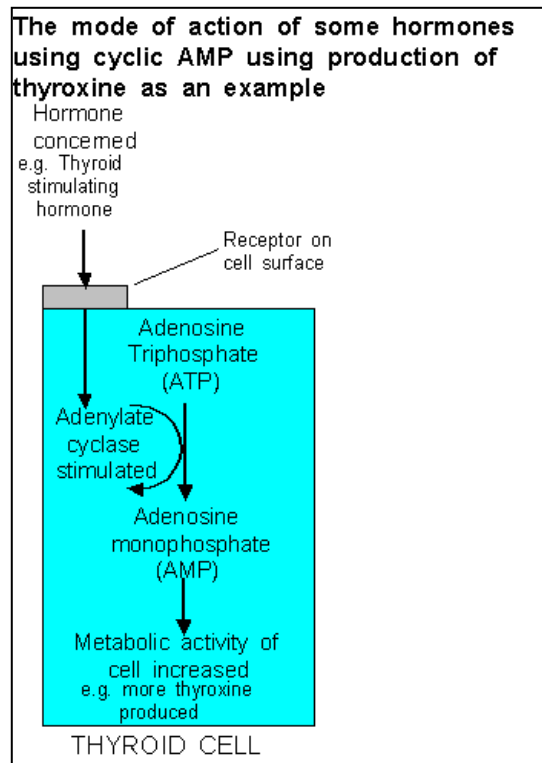 The mode of action of some hormones
using cyclic AMP using production of
thyroxine as an example
Hormone
concerned
e.g. Thyroid
stimulating
hormone
Receptor on
cell surface
Adenosine
Triphosphate
(ATP)
Adenylate
cyclase
stimulated
Adenosine
monophosphate
(AMP)
Metabolic activity of
cell increased
e.g. more thyroxine
produced
THYROID CELL